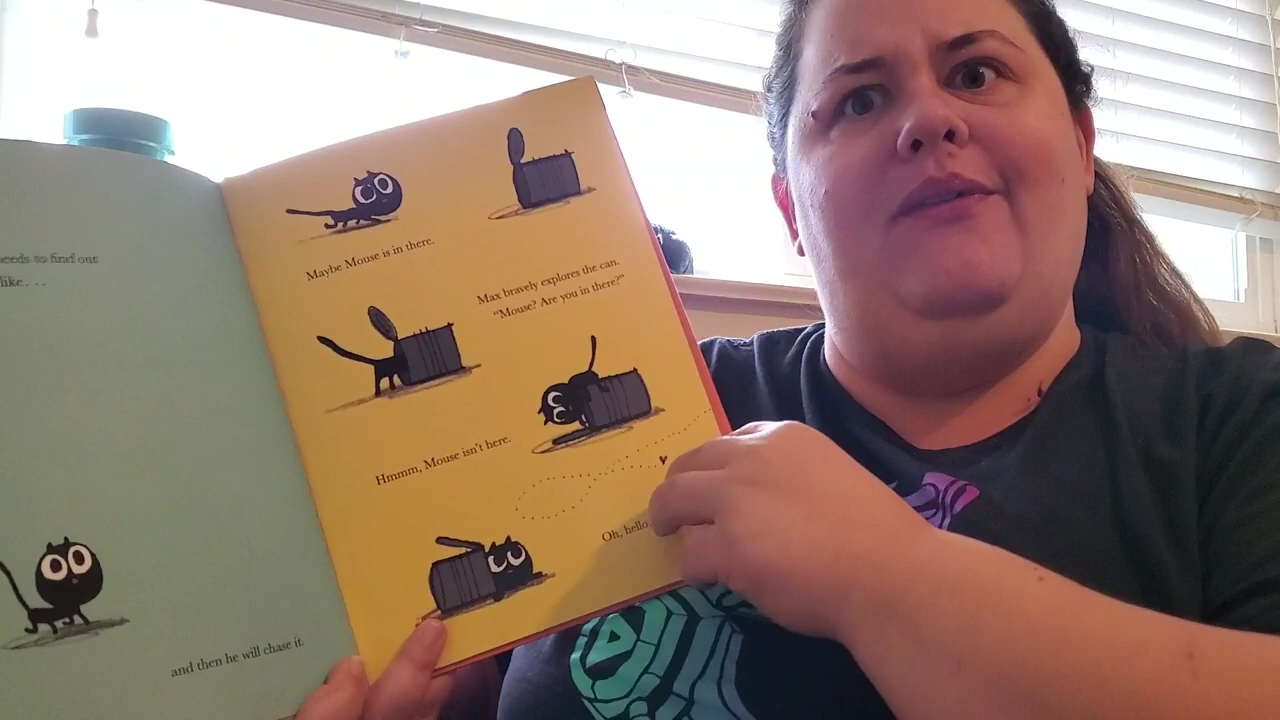 needs to find out
like...
and then he will chase it.
Maybe Mouse is in there.
Max bravely explores the can.
"Mouse? Are you in there?"
Hmmm, Mouse isn't here.
Oh, hello